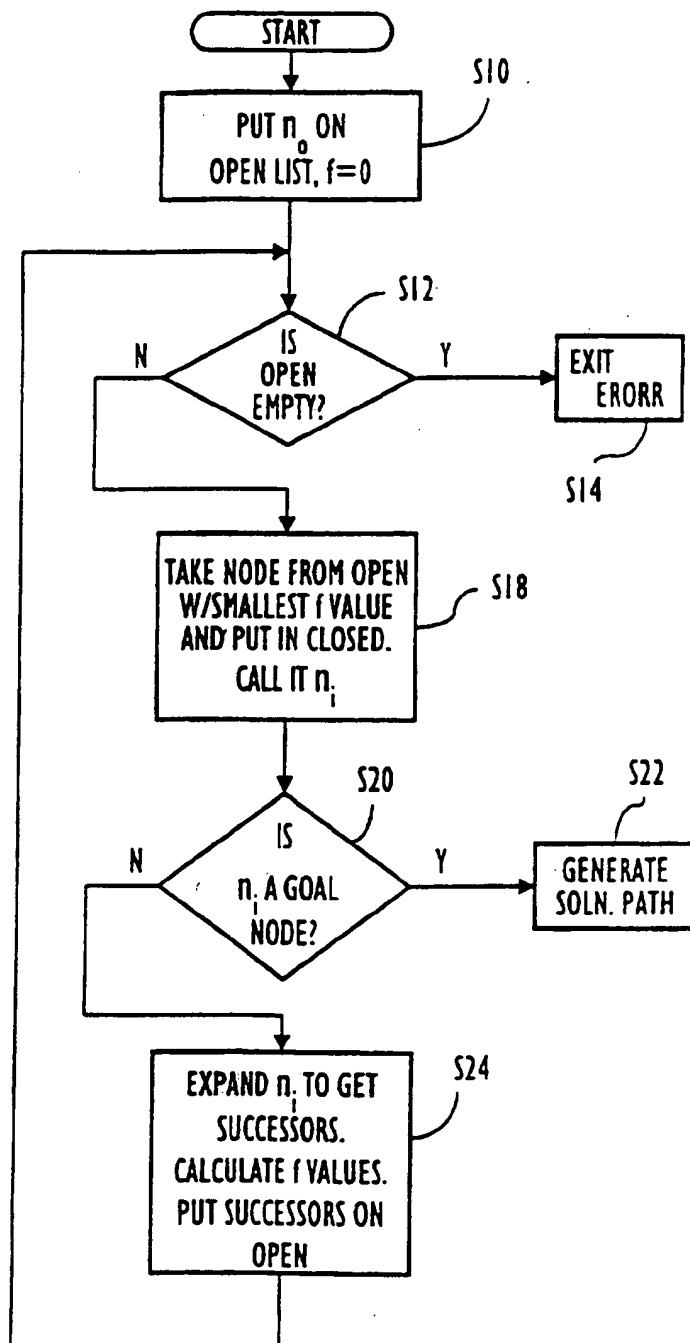 START
S10
PUT n₀ ON
OPEN LIST, f=0
S12
N
IS
OPEN
EMPTY?
Y
EXIT
ERORR
S14
TAKE NODE FROM OPEN
W/SMALLEST f VALUE
AND PUT IN CLOSED.
CALL IT nᵢ
S18
S20
N
IS
nᵢ A GOAL
NODE?
Y
S22
GENERATE
SOLN. PATH
EXPAND nᵢ TO GET
SUCCESSORS.
CALCULATE f VALUES.
PUT SUCCESSORS ON
OPEN
S24